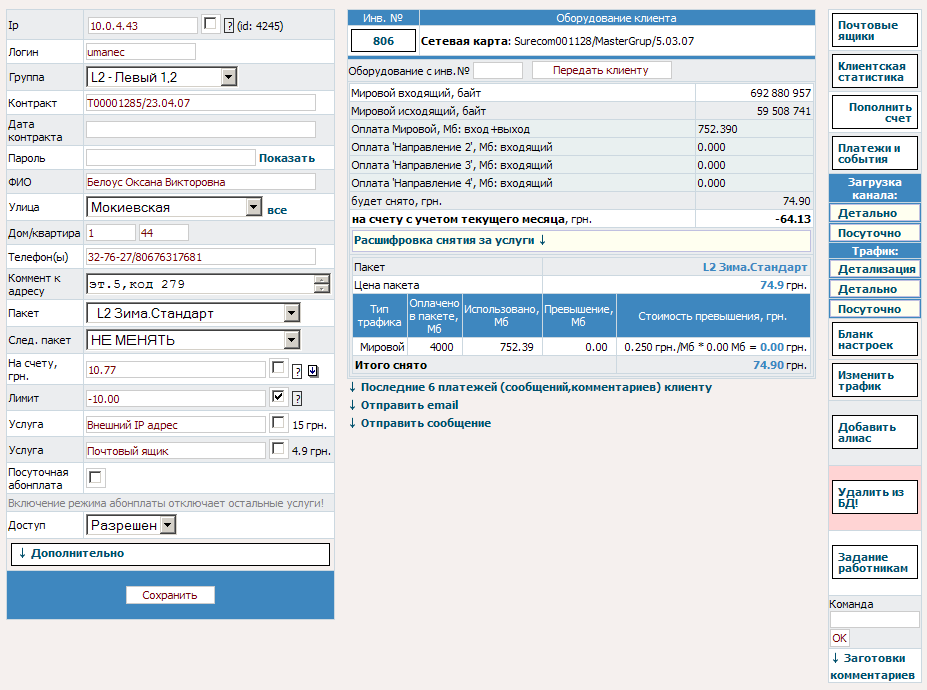 Ip 10.0.4.43 ? (id: 4245)
Логин umanec
Группа L2 - Левый 1,2
Контракт T00001285/23.04.07
Дата
контракта
Пароль Показать
ФИО Белоус Оксана Викторовна
Улица Мокиевская все
Дом/квартира 1 44
Телефон(ы) 32-76-27/80676317681
Коммент к
адресу эт.5,код 279
Пакет L2 Зима.Стандарт
След. пакет НЕ МЕНЯТЬ
На счету,
грн. 10.77 ?
Лимит -10.00 ?
Услуга Внешний IP адрес 15 грн.
Услуга Почтовый ящик 4.9 грн.
Посуточная
абонплата
Включение режима абонплаты отключает остальные услуги!
Доступ Разрешен
↓ Дополнительно
Сохранить
Инв. № Оборудование клиента
806 Сетевая карта: Surecom001128/MasterGrup/5.03.07
Оборудование с инв.№ Передать клиенту
Мировой входящий, байт 692 880 957
Мировой исходящий, байт 59 508 741
Оплата Мировой, Мб: вход+выход 752.390
Оплата 'Направление 2', Мб: входящий 0.000
Оплата 'Направление 3', Мб: входящий 0.000
Оплата 'Направление 4', Мб: входящий 0.000
будет снято, грн. 74.90
на счету с учетом текущего месяца, грн. -64.13
Расшифровка снятия за услуги ↓
Пакет L2 Зима.Стандарт
Цена пакета 74.9 грн.
Тип
трафика
Оплачено
в пакете,
Мб
Использовано,
Мб
Превышение,
Мб
Стоимость превышения, грн.
Мировой 4000 752.39 0.00 0.250 грн./Мб * 0.00 Мб = 0.00 грн.
Итого снято 74.90 грн.
↓ Последние 6 платежей (сообщений,комментариев) клиенту
↓ Отправить email
↓ Отправить сообщение
Почтовые
ящики
Клиентская
статистика
Пополнить
счет
Платежи и
события
Загрузка
канала:
Детально
Посуточно
Трафик:
Детализация
Детально
Посуточно
Бланк
настроек
Изменить
трафик
Добавить
алиас
Удалить из
БД!
Задание
работникам
Команда
OK
↓ Заготовки
комментариев